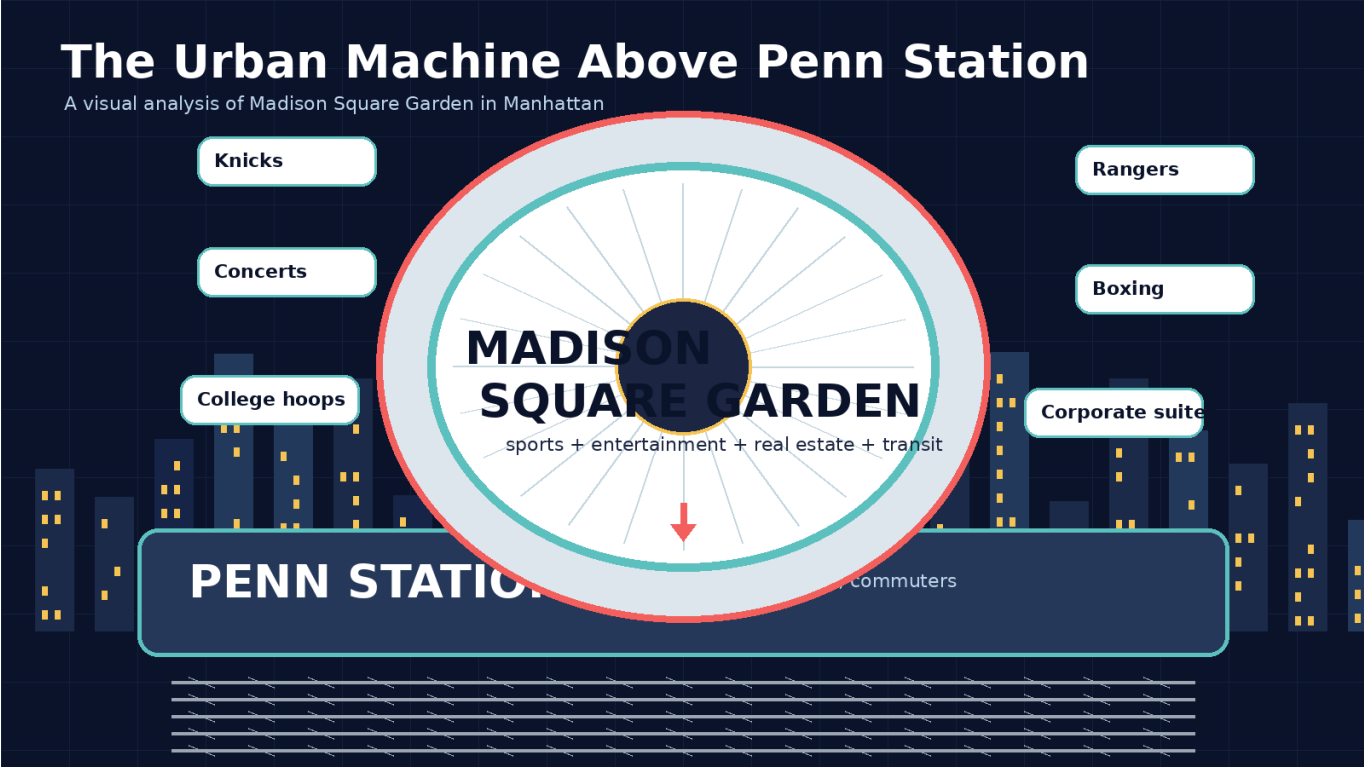 The Urban Machine Above Penn Station
A visual analysis of Madison Square Garden in Manhattan
Knicks
Rangers
Concerts
Boxing
MADISON
SQUARE GARDEN
College hoops
Corporate suite
sports + entertainment + real estate + transit
PENN STATION
commuters